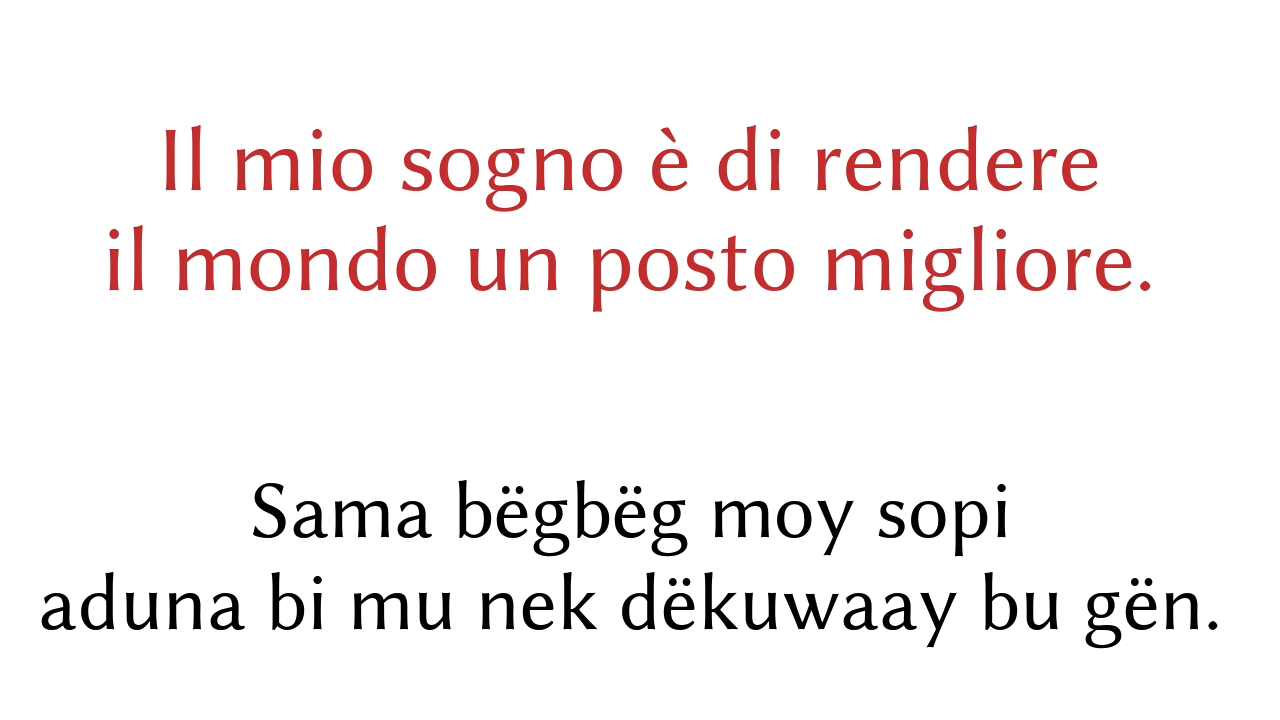 Il mio sogno è di rendere
il mondo un posto migliore.
Sama bëgbëg moy sopi
aduna bi mu nek dëkuwaay bu gën.